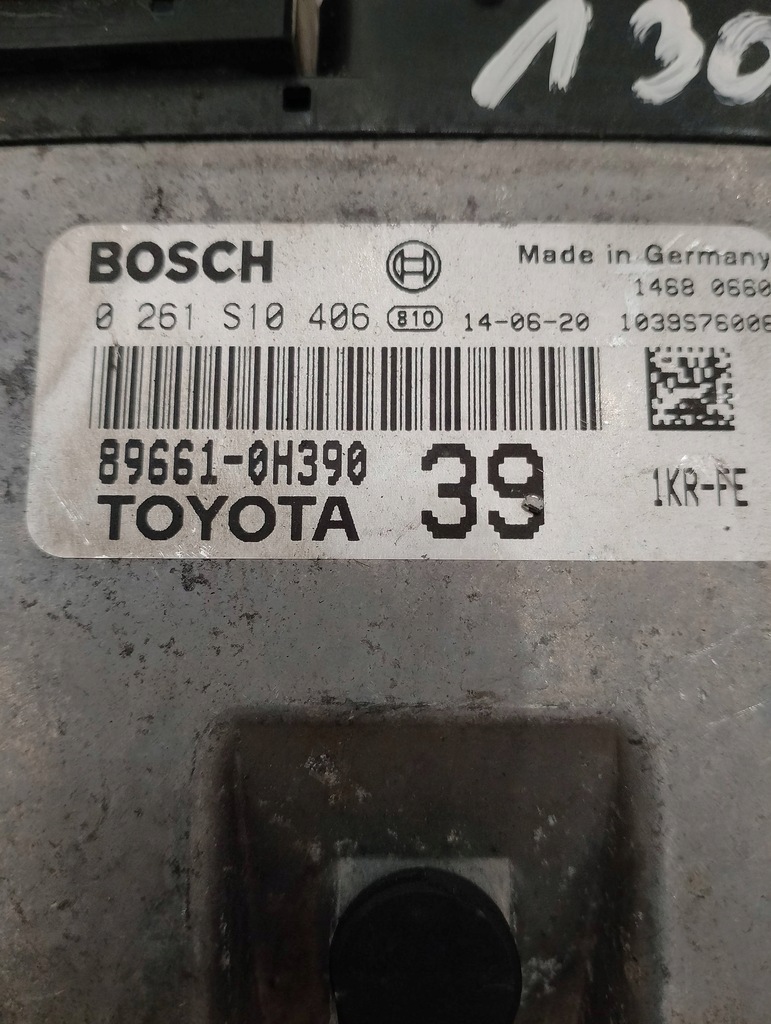 130
BOSCH
Made in Germany
1468 0660
0 261 S10 406 810 14-06-20 1039S76006
89661-0H390 39 1KR-FE
TOYOTA